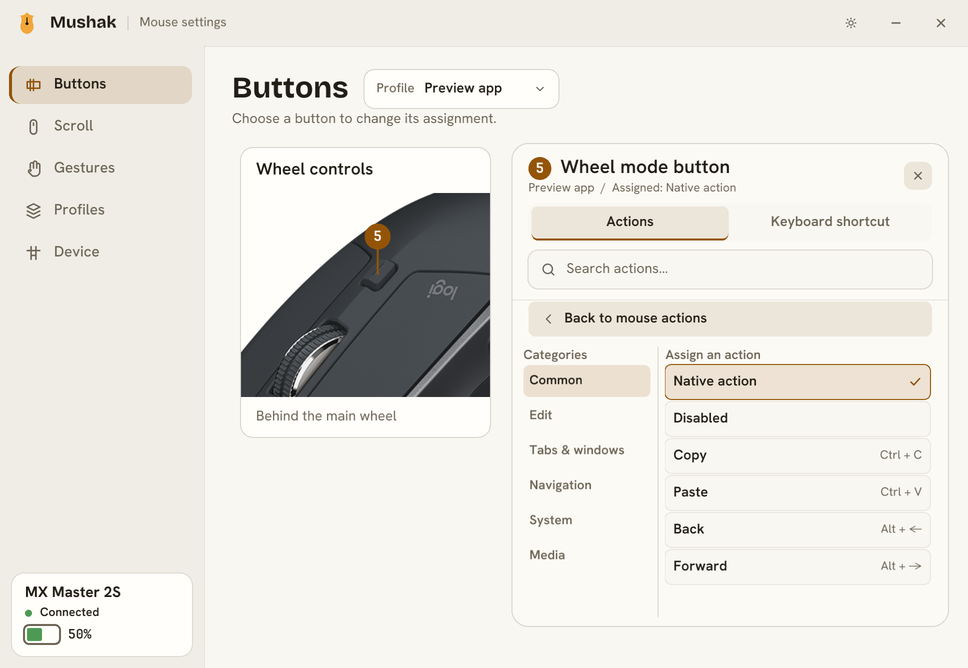 Mushak
Mouse settings
Buttons
Scroll
Gestures
Profiles
Device
MX Master 2S
Connected
50%
Buttons
Profile Preview app
Choose a button to change its assignment.
Wheel controls
5
logi
Behind the main wheel
5 Wheel mode button
Preview app / Assigned: Native action
Actions
Keyboard shortcut
Search actions...
Back to mouse actions
Categories
Common
Edit
Tabs & windows
Navigation
System
Media
Assign an action
Native action
Disabled
Copy Ctrl + C
Paste Ctrl + V
Back Alt + ←
Forward Alt + →